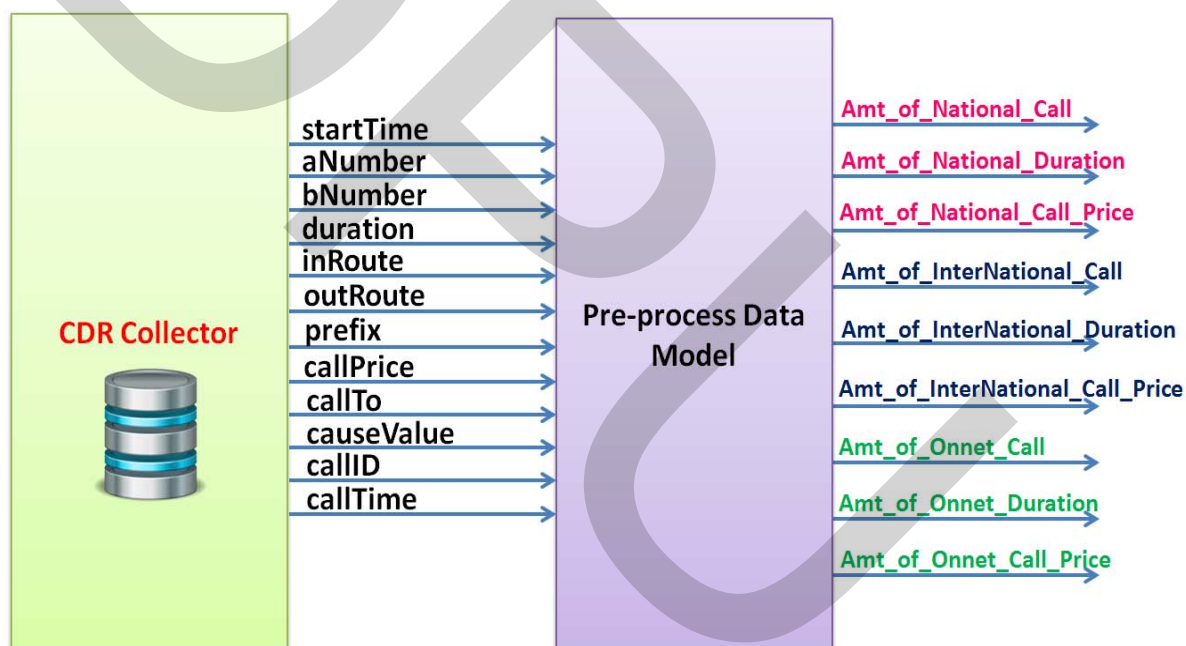 CDR Collector
startTime
aNumber
bNumber
duration
inRoute
outRoute
prefix
callPrice
callTo
causeValue
callID
callTime
Pre-process Data
Model
Amt_of_National_Call
Amt_of_National_Duration
Amt_of_National_Call_Price
Amt_of_InterNational_Call
Amt_of_InterNational_Duration
Amt_of_InterNational_Call_Price
Amt_of_Onnet_Call
Amt_of_Onnet_Duration
Amt_of_Onnet_Call_Price